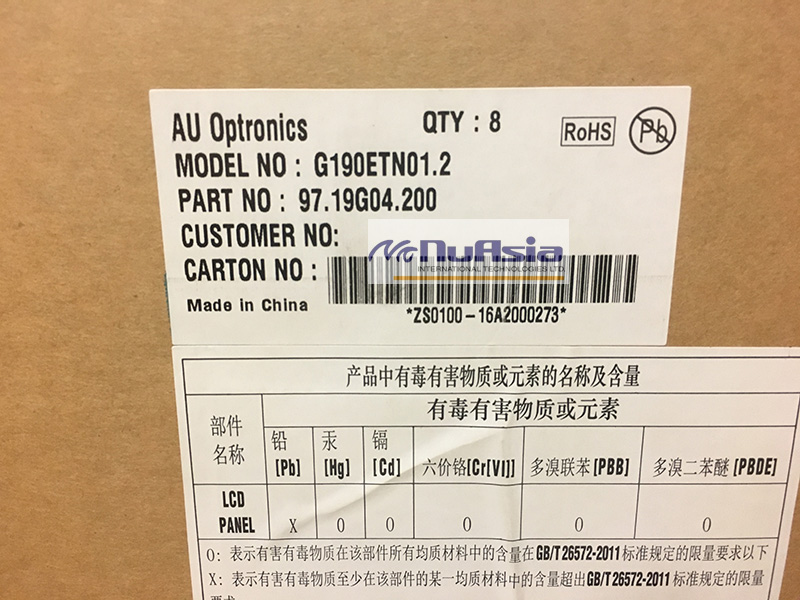 AU Optronics QTY : 8 RoHS Pb
MODEL NO : G190ETN01.2
PART NO : 97.19G04.200
CUSTOMER NO:
NuAsia
INTERNATIONAL TECHNOLOGIES LTD.
CARTON NO :
Made in China *ZS0100-16A2000273*
产品中有毒有害物质或元素的名称及含量
部件名称 有毒有害物质或元素
铅 [Pb] 汞 [Hg] 镉 [Cd] 六价铬[Cr[VI]] 多溴联苯[PBB] 多溴二苯醚[PBDE]
LCD PANEL X O O O O O
O: 表示有害有毒物质在该部件所有均质材料中的含量在GB/T 26572-2011标准规定的限量要求以下
X: 表示有害有毒物质至少在该部件的某一均质材料中的含量超出GB/T 26572-2011标准规定的限量